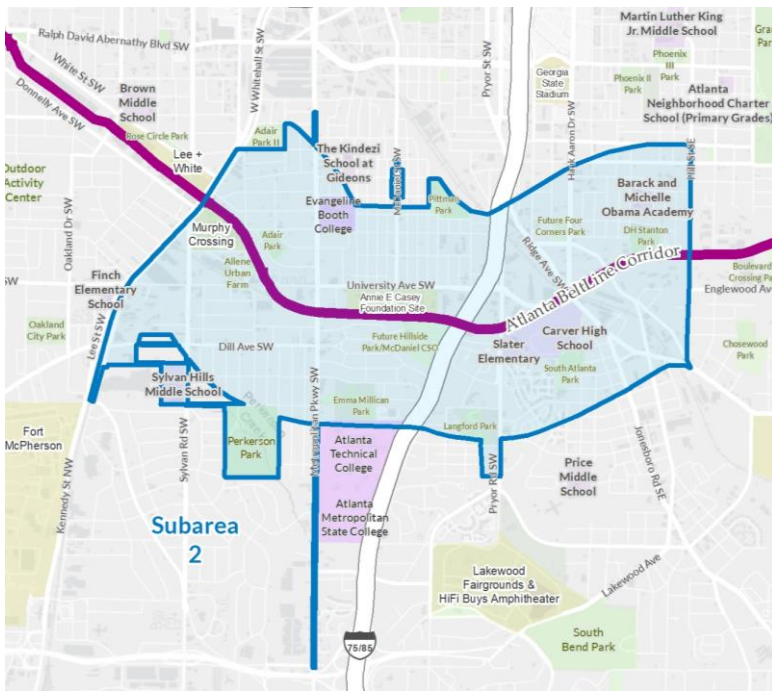 Martin Luther King
Jr. Middle School
Ralph David Abernathy Blvd SW
White St SW
W Whitehall St SW
Pryor St SW
Phoenix
III
Park
Georgia
State
Stadium
Phoenix II
Park
Brown
Middle
School
Donnelly Ave SW
Atlanta
Neighborhood Charter
School (Primary Grades)
Hank Aaron Dr SW
Rose Circle Park
Adair
Park II
Lee +
White
The Kindezi
School at
Gideons
Hill St SE
Outdoor
Activity
Center
Oakland Dr SW
Evangeline
Booth
College
Pittman
Park
Barack and
Michelle
Obama Academy
Murphy
Crossing
Adair
Park
Future Four
Corners Park
DH Stanton
Park
Ridge Ave SW
Atlanta BeltLine Corridor
Allene
Urban
Farm
Finch
Elementary
School
University Ave SW
Annie E Casey
Foundation Site
Boulevard
Crossing Park
Englewood Ave
Lee St SW
Oakland
City Park
Dill Ave SW
Future Hillside
Park/McDaniel CSO
Slater
Elementary
Carver High
School
Chosewood
Park
South Atlanta
Park
Sylvan Hills
Middle School
Metropolitan Pkwy SW
Emma Millican
Park
Langford Park
Fort
McPherson
Perkerson
Park
Sylvan Rd SW
Atlanta
Technical
College
Pryor Rd SW
Price
Middle
School
Jonesboro Rd SE
Kennedy St NW
Atlanta
Metropolitan
State College
Subarea
2
Lakewood
Fairgrounds &
HiFi Buys Amphitheater
Lakewood Ave
75/85
South
Bend Park